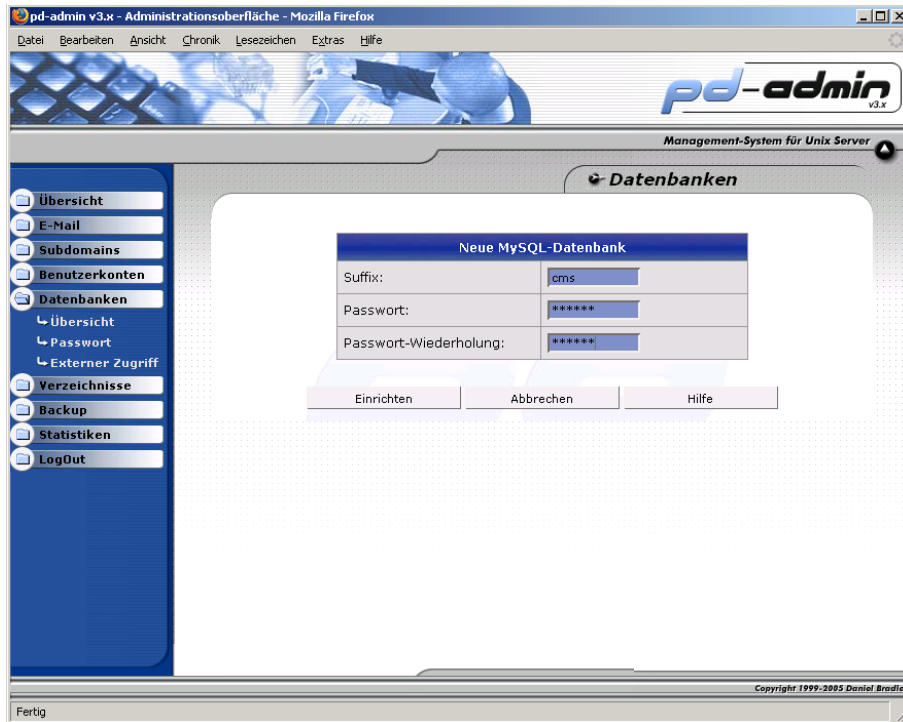 pd-admin v3.x - Administrationsoberfläche - Mozilla Firefox
Datei Bearbeiten Ansicht Chronik Lesezeichen Extras Hilfe
pd-admin
v3.x
Management-System für Unix Server
Datenbanken
Übersicht
E-Mail
Subdomains
Benutzerkonten
Datenbanken
Übersicht
Passwort
Externer Zugriff
Verzeichnisse
Backup
Statistiken
LogOut
Neue MySQL-Datenbank
Suffix: cms
Passwort: ******
Passwort-Wiederholung: ******
Einrichten Abbrechen Hilfe
Copyright 1999-2005 Daniel
Fertig